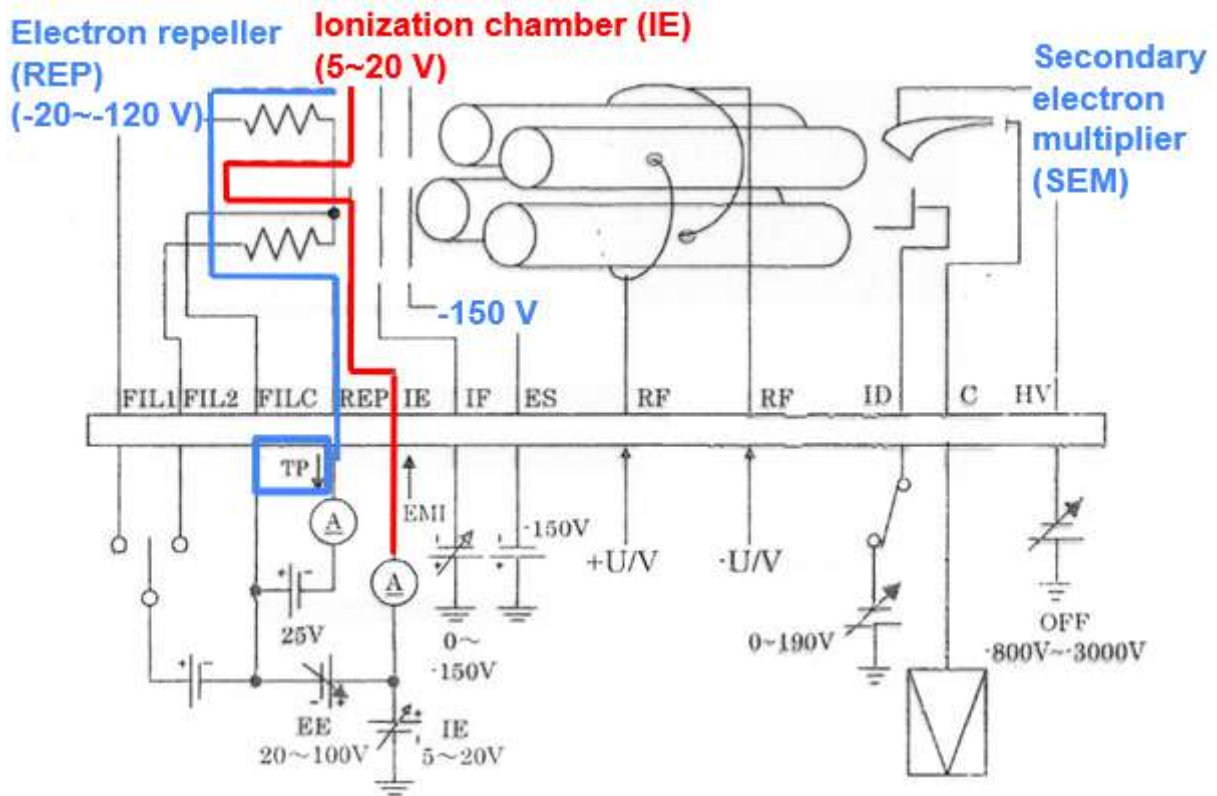 Electron repeller
(REP)
(-20~-120 V)
Ionization chamber (IE)
(5~20 V)
Secondary
electron
multiplier
(SEM)
-150 V
FIL1 FIL2 FILC REP IE IF ES RF RF ID C HV
TP
A
EMI
A
-150V
+U/V
-U/V
25V
0～
-150V
0~190V
OFF
-800V～-3000V
EE
20～100V
IE
5～20V